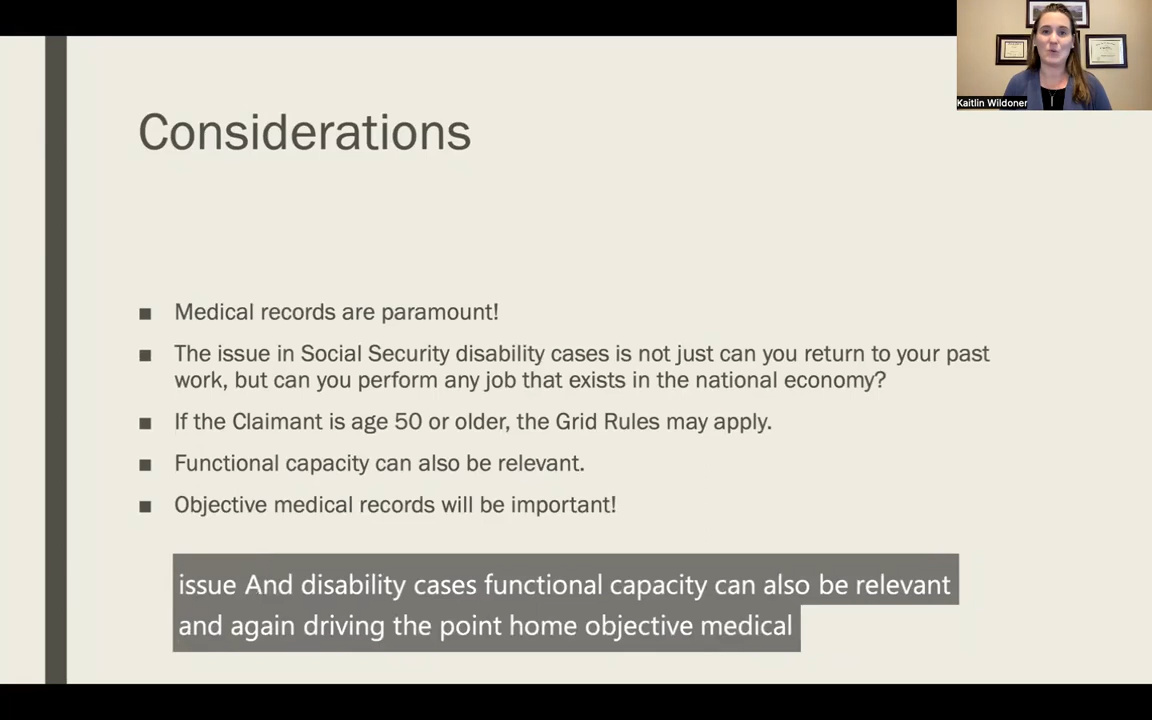 Kaitlin Wildoner
Considerations
■ Medical records are paramount!
■ The issue in Social Security disability cases is not just can you return to your past
work, but can you perform any job that exists in the national economy?
■ If the Claimant is age 50 or older, the Grid Rules may apply.
■ Functional capacity can also be relevant.
■ Objective medical records will be important!
issue And disability cases functional capacity can also be relevant
and again driving the point home objective medical